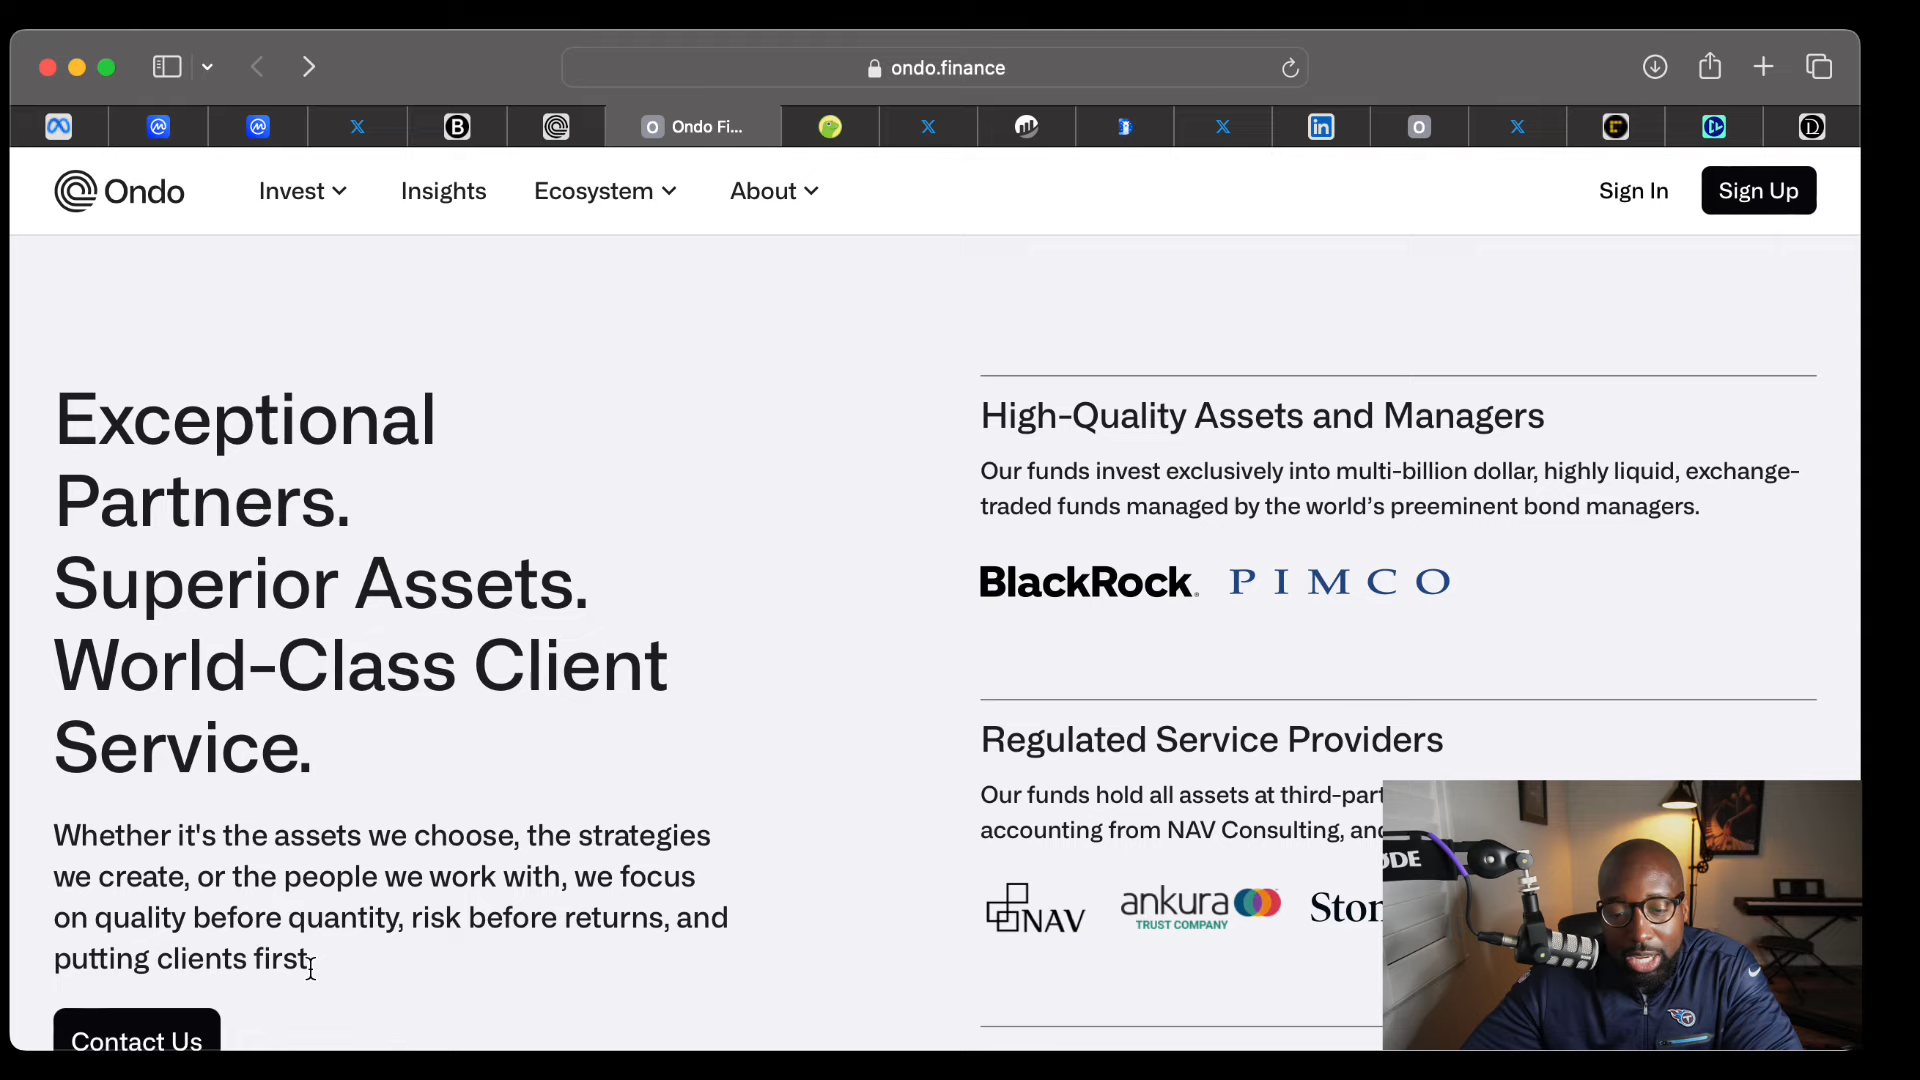 ondo.finance
Ondo Fi...
Ondo
Invest
Insights
Ecosystem
About
Sign In
Sign Up
Exceptional
Partners.
Superior Assets.
World-Class Client
Service.
Whether it's the assets we choose, the strategies
we create, or the people we work with, we focus
on quality before quantity, risk before returns, and
putting clients first.
Contact Us
High-Quality Assets and Managers
Our funds invest exclusively into multi-billion dollar, highly liquid, exchange-
traded funds managed by the world’s preeminent bond managers.
BlackRock
PIMCO
Regulated Service Providers
Our funds hold all assets at third-part
accounting from NAV Consulting, and
NAV
ankura
TRUST COMPANY
Ston
ODE